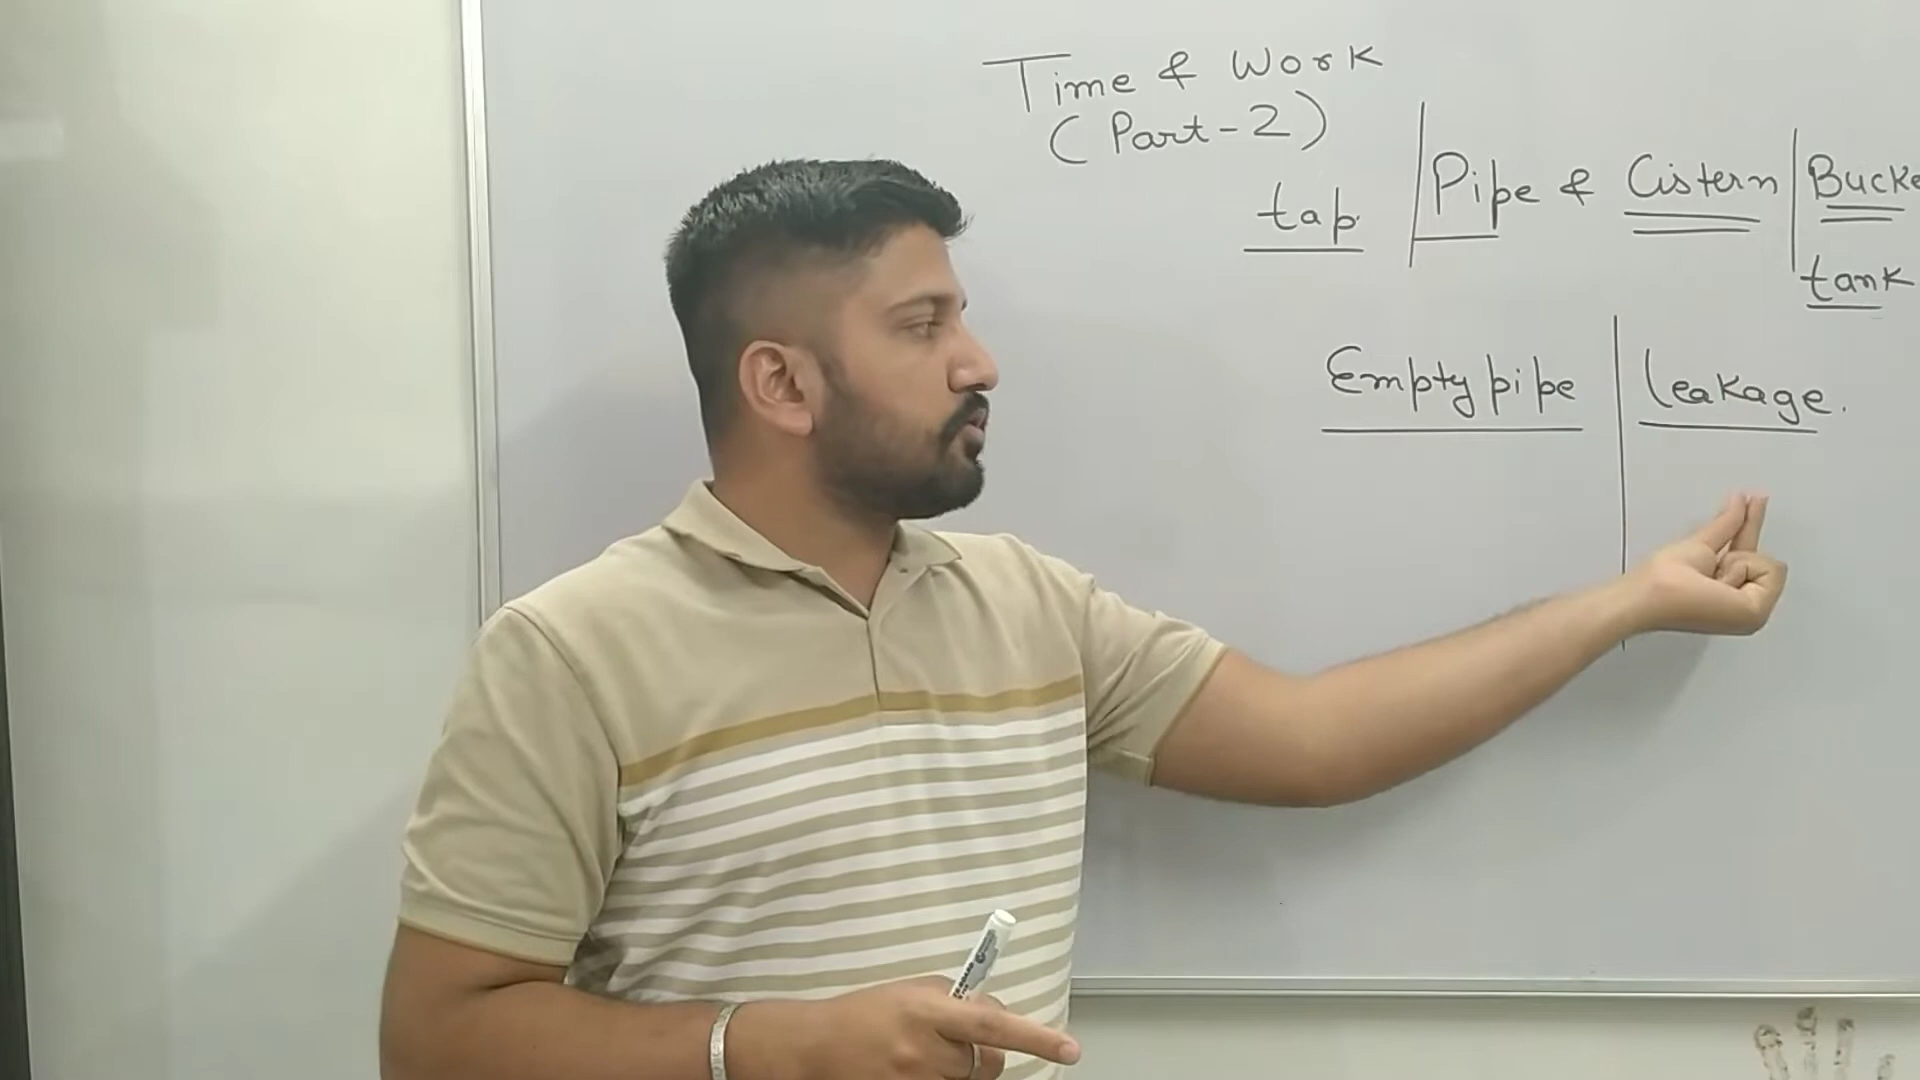 Time & Work
(Part-2)
tap | Pipe & Cistern | Bucke
tank
Empty pipe | leakage.